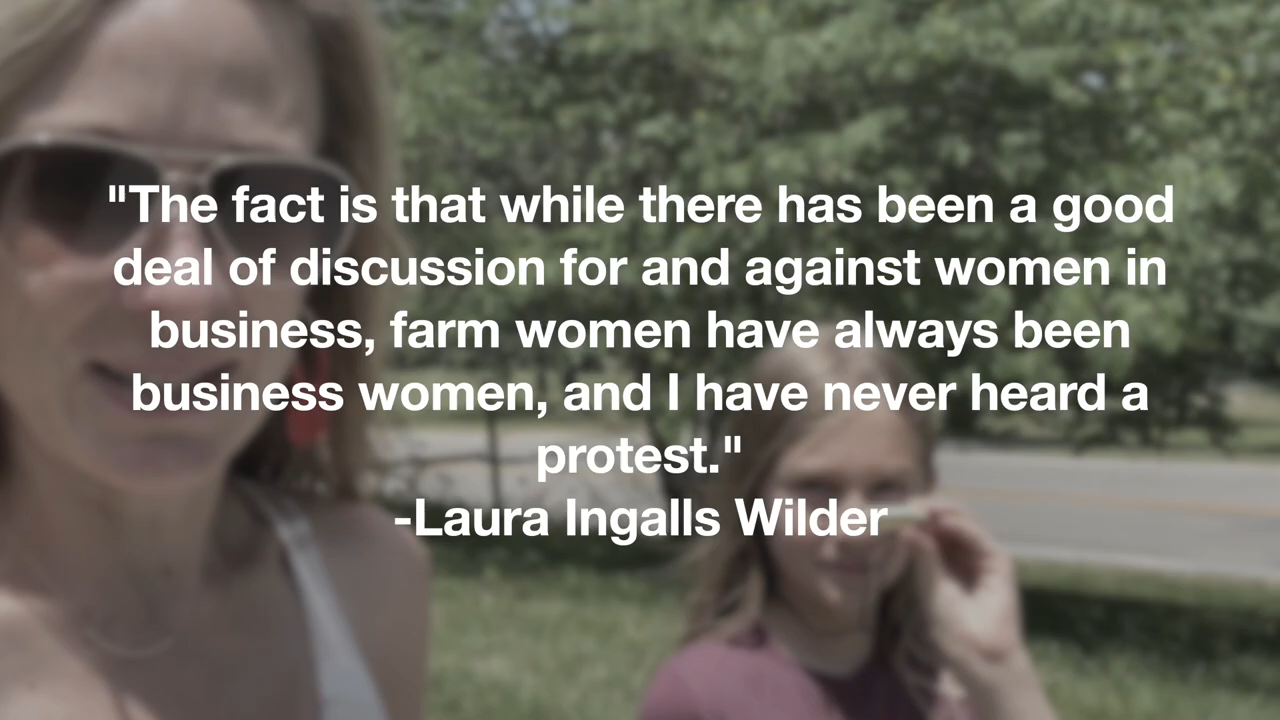 "The fact is that while there has been a good
deal of discussion for and against women in
business, farm women have always been
business women, and I have never heard a
protest."
-Laura Ingalls Wilder